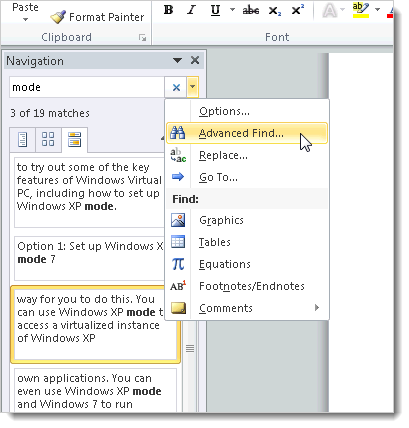 Paste
Format Painter
B I U
A
ab
A
Clipboard
Font
Navigation
mode
3 of 19 matches
Options...
Advanced Find...
Replace...
Go To...
Find:
Graphics
Tables
Equations
AB¹ Footnotes/Endnotes
Comments
to try out some of the key
features of Windows Virtual
PC, including how to set up
Windows XP mode.
Option 1: Set up Windows X
mode 7
way for you to do this. You
can use Windows XP mode t
access a virtualized instance
of Windows XP
own applications. You can
even use Windows XP mode
and Windows 7 to run